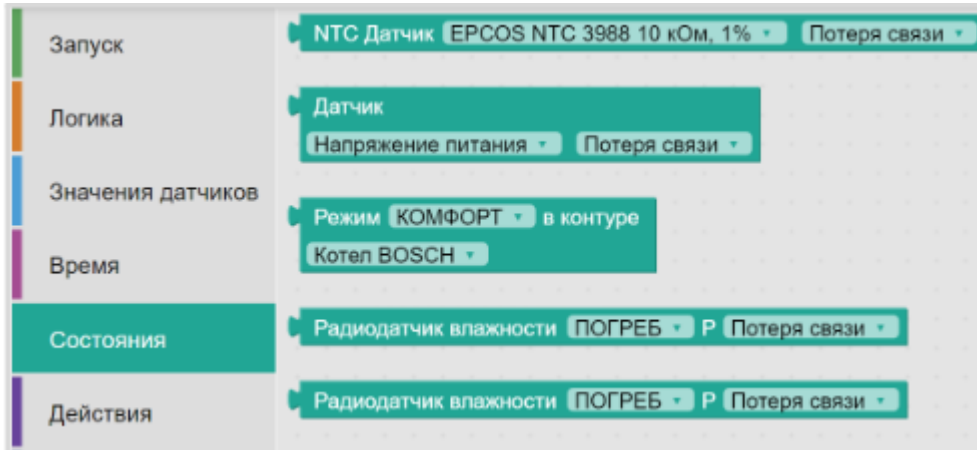 Запуск
Логика
Значения датчиков
Время
Состояния
Действия
NTC Датчик EPCOS NTC 3988 10 кОм, 1% Потеря связи
Датчик
Напряжение питания Потеря связи
Режим КОМФОРТ в контуре
Котел BOSCH
Радиодатчик влажности ПОГРЕБ Р Потеря связи
Радиодатчик влажности ПОГРЕБ Р Потеря связи